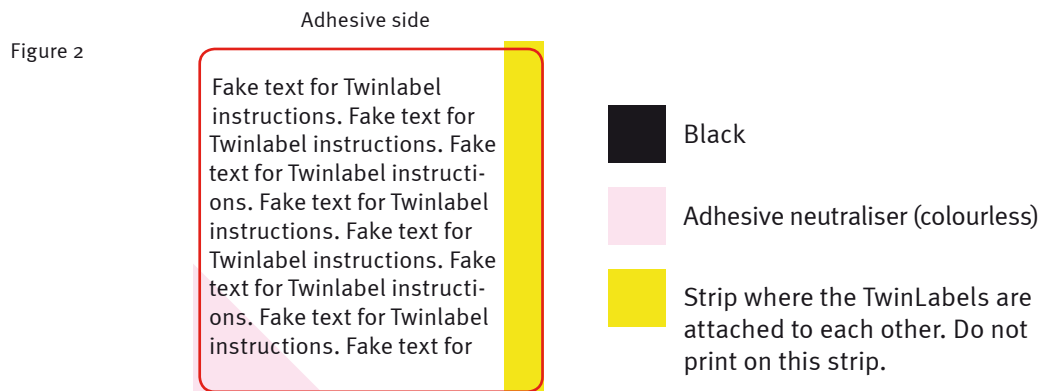 Adhesive side
Figure 2
Fake text for Twinlabel
instructions. Fake text for
Twinlabel instructions. Fake
text for Twinlabel instructi-
ons. Fake text for Twinlabel
instructions. Fake text for
Twinlabel instructions. Fake
text for Twinlabel instructi-
ons. Fake text for Twinlabel
instructions. Fake text for
Black
Adhesive neutraliser (colourless)
Strip where the TwinLabels are
attached to each other. Do not
print on this strip.